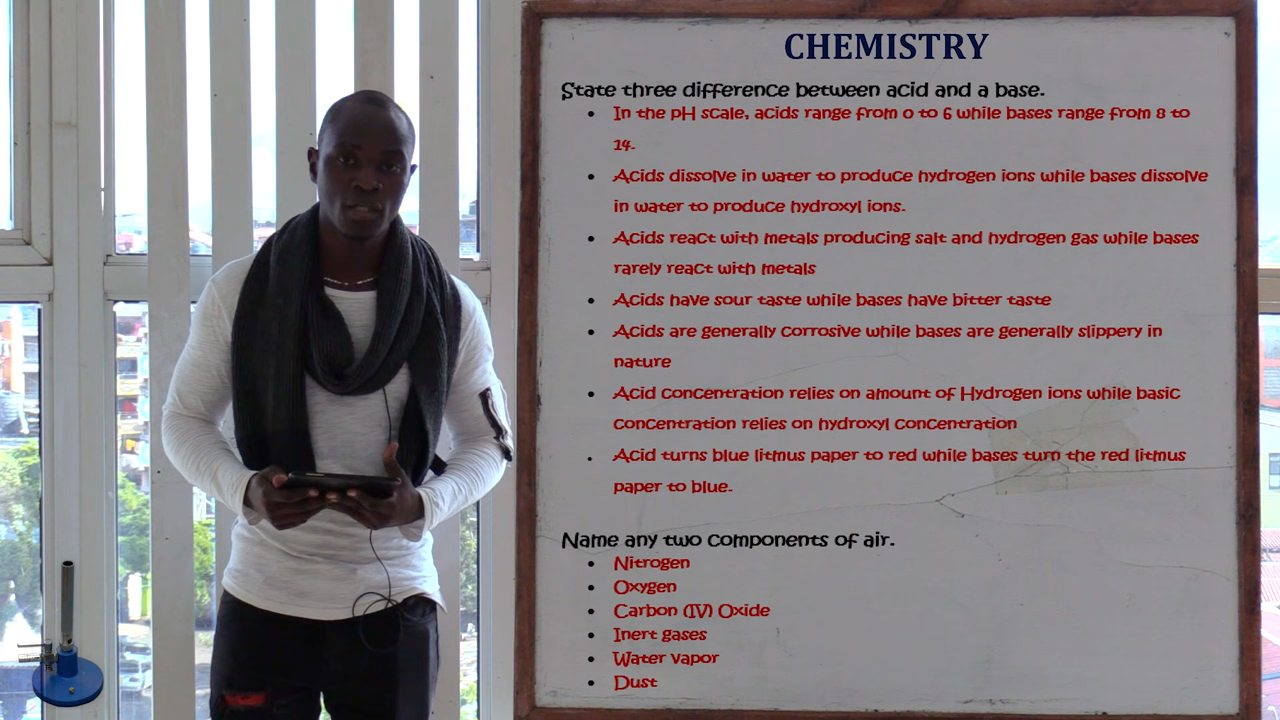 CHEMISTRY
State three difference between acid and a base.
• In the pH scale, acids range from 0 to 6 while bases range from 8 to
14.
• Acids dissolve in water to produce hydrogen ions while bases dissolve
in water to produce hydroxyl ions.
• Acids react with metals producing salt and hydrogen gas while bases
rarely react with metals
• Acids have sour taste while bases have bitter taste
• Acids are generally corrosive while bases are generally slippery in
nature
• Acid concentration relies on amount of Hydrogen ions while basic
concentration relies on hydroxyl concentration
• Acid turns blue litmus paper to red while bases turn the red litmus
paper to blue.
Name any two components of air.
• Nitrogen
• Oxygen
• Carbon (IV) Oxide
• Inert gases
• Water vapor
• Dust